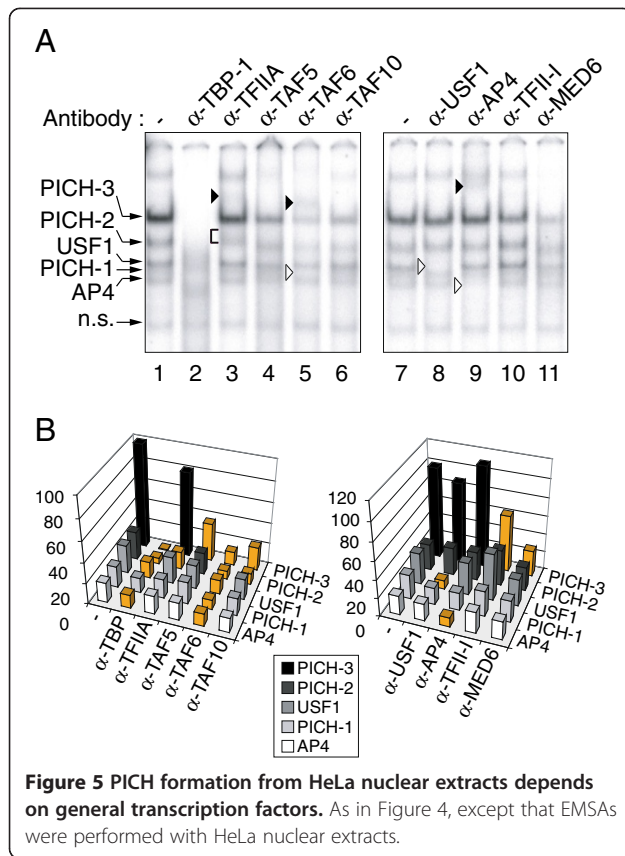 A
Antibody : - α-TBP-1 α-TFIIA α-TAF5 α-TAF6 α-TAF10 - α-USF1 α-AP4 α-TFII-I α-MED6
PICH-3
PICH-2
USF1
PICH-1
AP4
n.s.
1 2 3 4 5 6 7 8 9 10 11
B
100
80
60
40
20
0
PICH-3
PICH-2
USF1
PICH-1
AP4
- α-TBP α-TFIIA α-TAF5 α-TAF6 α-TAF10
120
100
80
60
40
20
0
PICH-3
PICH-2
USF1
PICH-1
AP4
- α-USF1 α-AP4 α-TFII-I α-MED6
PICH-3
PICH-2
USF1
PICH-1
AP4
Figure 5 PICH formation from HeLa nuclear extracts depends
on general transcription factors. As in Figure 4, except that EMSAs
were performed with HeLa nuclear extracts.